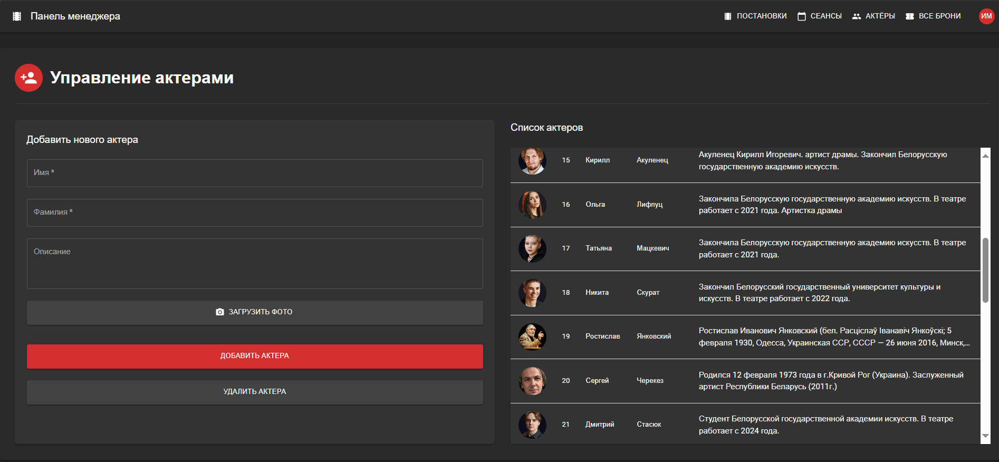 Панель менеджера
ПОСТАНОВКИ
СЕАНСЫ
АКТЁРЫ
ВСЕ БРОНИ
ИМ
Управление актерами
Добавить нового актера
Имя *
Фамилия *
Описание
ЗАГРУЗИТЬ ФОТО
ДОБАВИТЬ АКТЕРА
УДАЛИТЬ АКТЕРА
Список актеров
15 Кирилл Акуленец Акуленец Кирилл Игоревич. артист драмы. Закончил Белорусскую
государственную академию искусств.
16 Ольга Лифпуц Закончила Белорусскую государственную академию искусств. В театре
работает с 2021 года. Артистка драмы
17 Татьяна Мацкевич Закончила Белорусскую государственную академию искусств. В театре
работает с 2021 года.
18 Никита Скурат Закончил Белорусский государственный университет культуры и
искусств. В театре работает с 2022 года.
19 Ростислав Янковский Ростислав Иванович Янковский (бел. Расціслаў Іванавіч Янкоўскі; 5
февраля 1930, Одесса, Украинская ССР, СССР — 26 июня 2016, Минск,...
20 Сергей Черекез Родился 12 февраля 1973 года в г.Кривой Рог (Украина). Заслуженный
артист Республики Беларусь (2011г.)
21 Дмитрий Стасюк Студент Белорусской государственной академии искусств. В театре
работает с 2024 года.